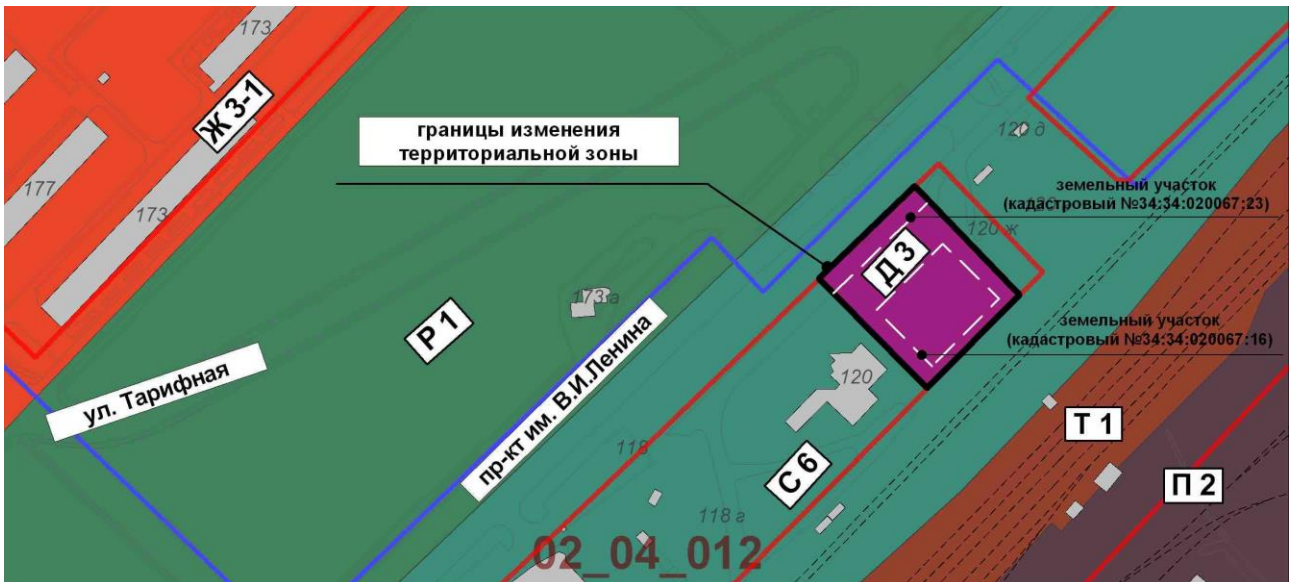 173
Ж 3-1
границы изменения
территориальной зоны
120 д
177
173
земельный участок
(кадастровый №34:34:020067:23)
120 ж
Д 3
173а
Р 1
земельный участок
(кадастровый №34:34:020067:16)
ул. Тарифная
пр-кт им. В.И.Ленина
120
Т 1
118
С 6
П 2
118 г
02_04_012